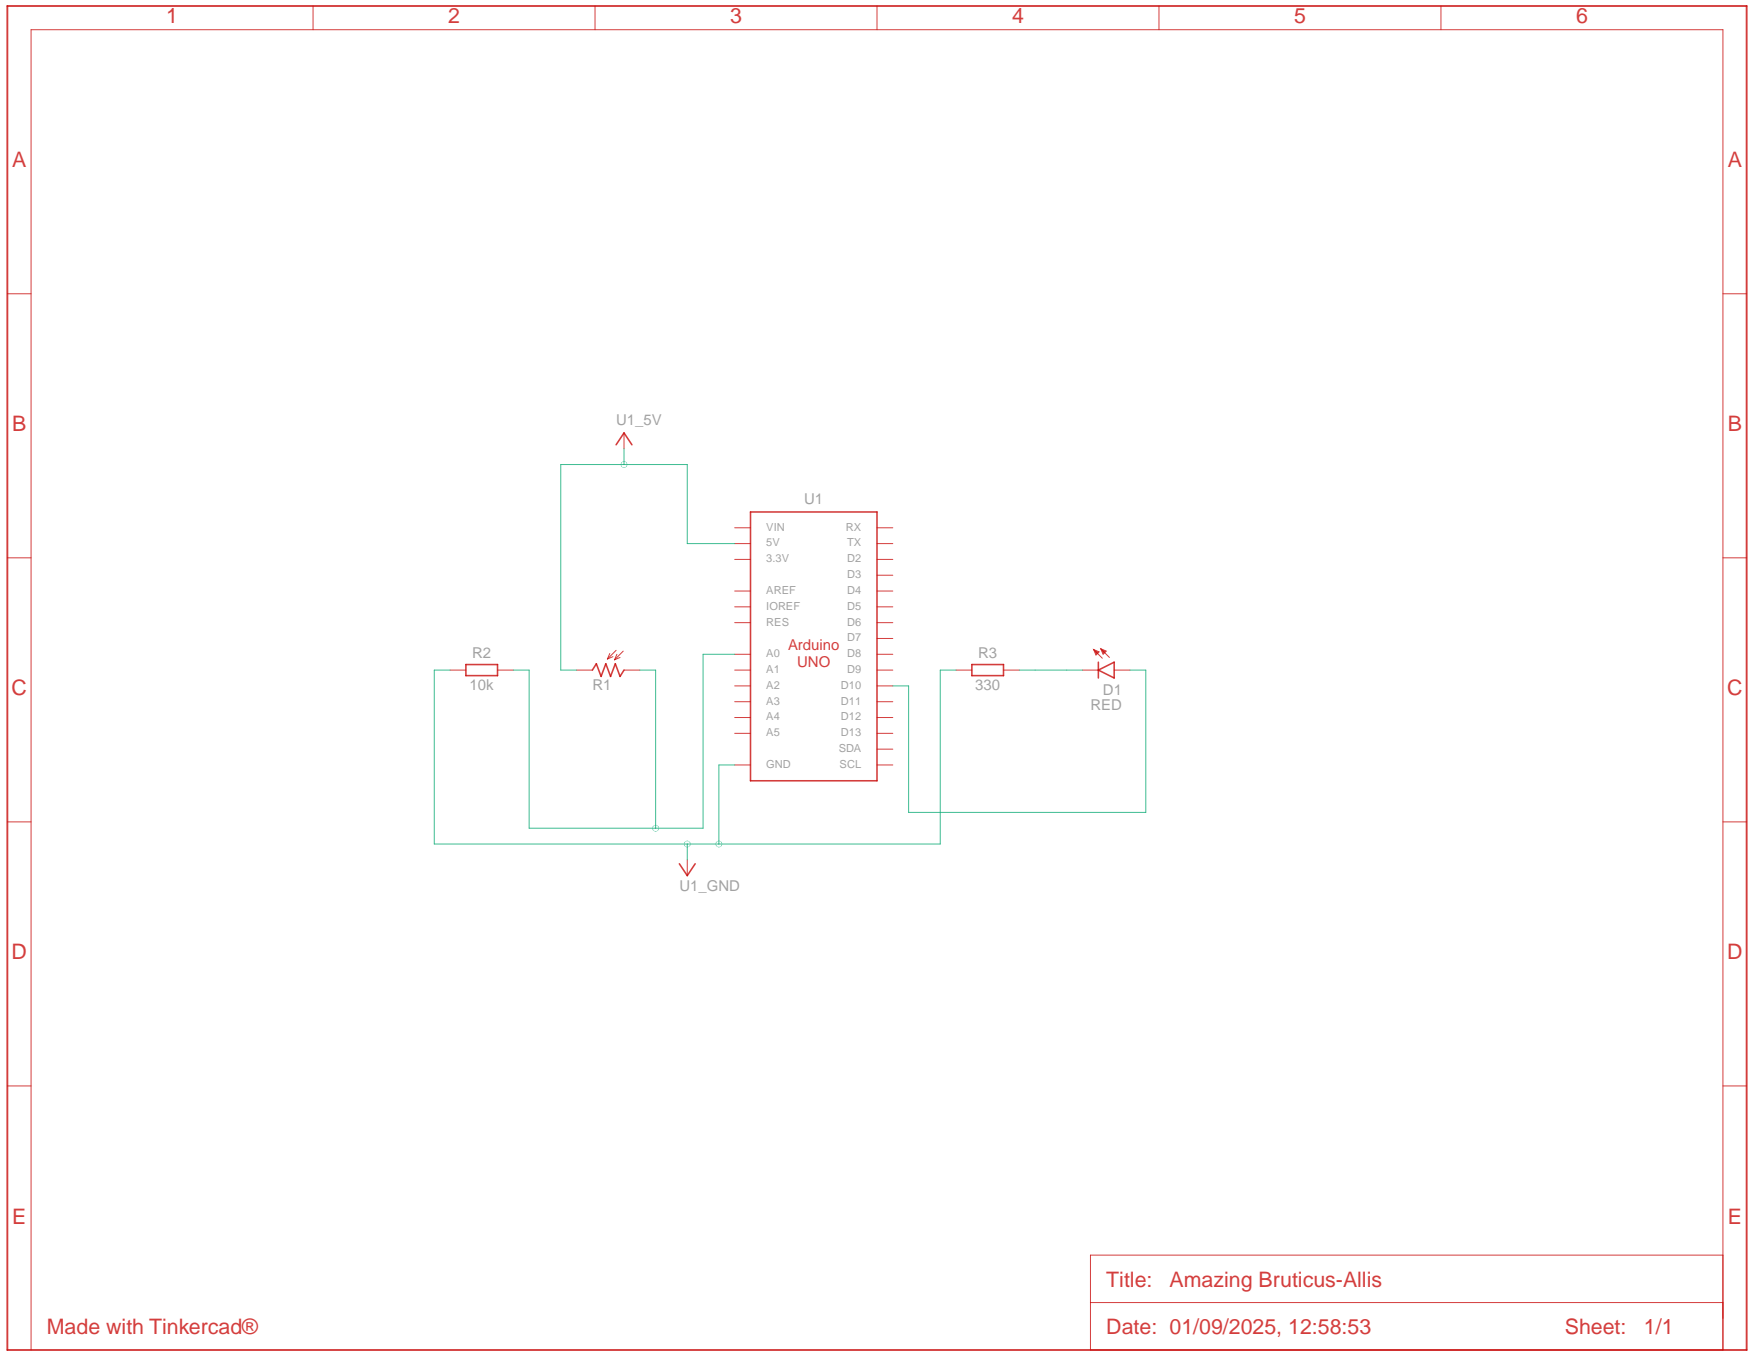 1 2 3 4 5 6
A A
B B
U1_5V
U1
VIN RX
5V TX
3.3V D2
D3
AREF D4
IOREF D5
RES D6
D7
Arduino
UNO
A0 D8
A1 D9
A2 D10
A3 D11
A4 D12
A5 D13
SDA
GND SCL
R2
10k
R1
R3
330
D1
RED
C C
U1_GND
D D
E E
Title: Amazing Bruticus-Allis
Made with Tinkercad®
Date: 01/09/2025, 12:58:53 Sheet: 1/1